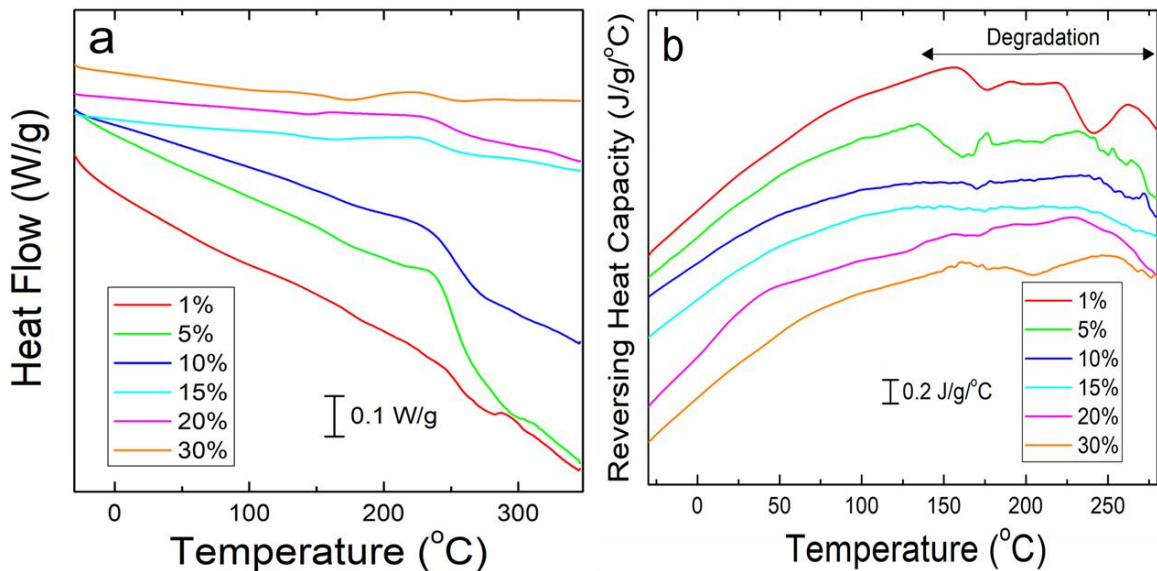 a
Heat Flow (W/g)
1%
5%
10%
15%
20%
30%
0.1 W/g
0 100 200 300
Temperature (°C)
b
Degradation
Reversing Heat Capacity (J/g/°C)
0.2 J/g/°C
1%
5%
10%
15%
20%
30%
0 50 100 150 200 250
Temperature (°C)